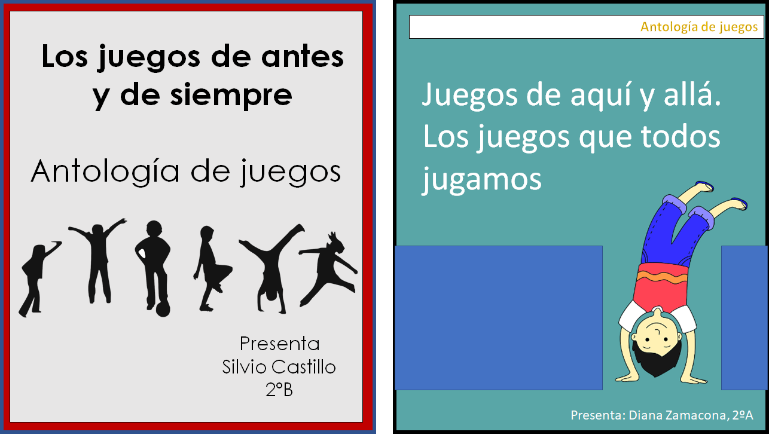 Los juegos de antes
y de siempre
Antología de juegos
Presenta
Silvio Castillo
2°B
Antología de juegos
Juegos de aquí y allá.
Los juegos que todos
jugamos
Presenta: Diana Zamacona, 2ºA